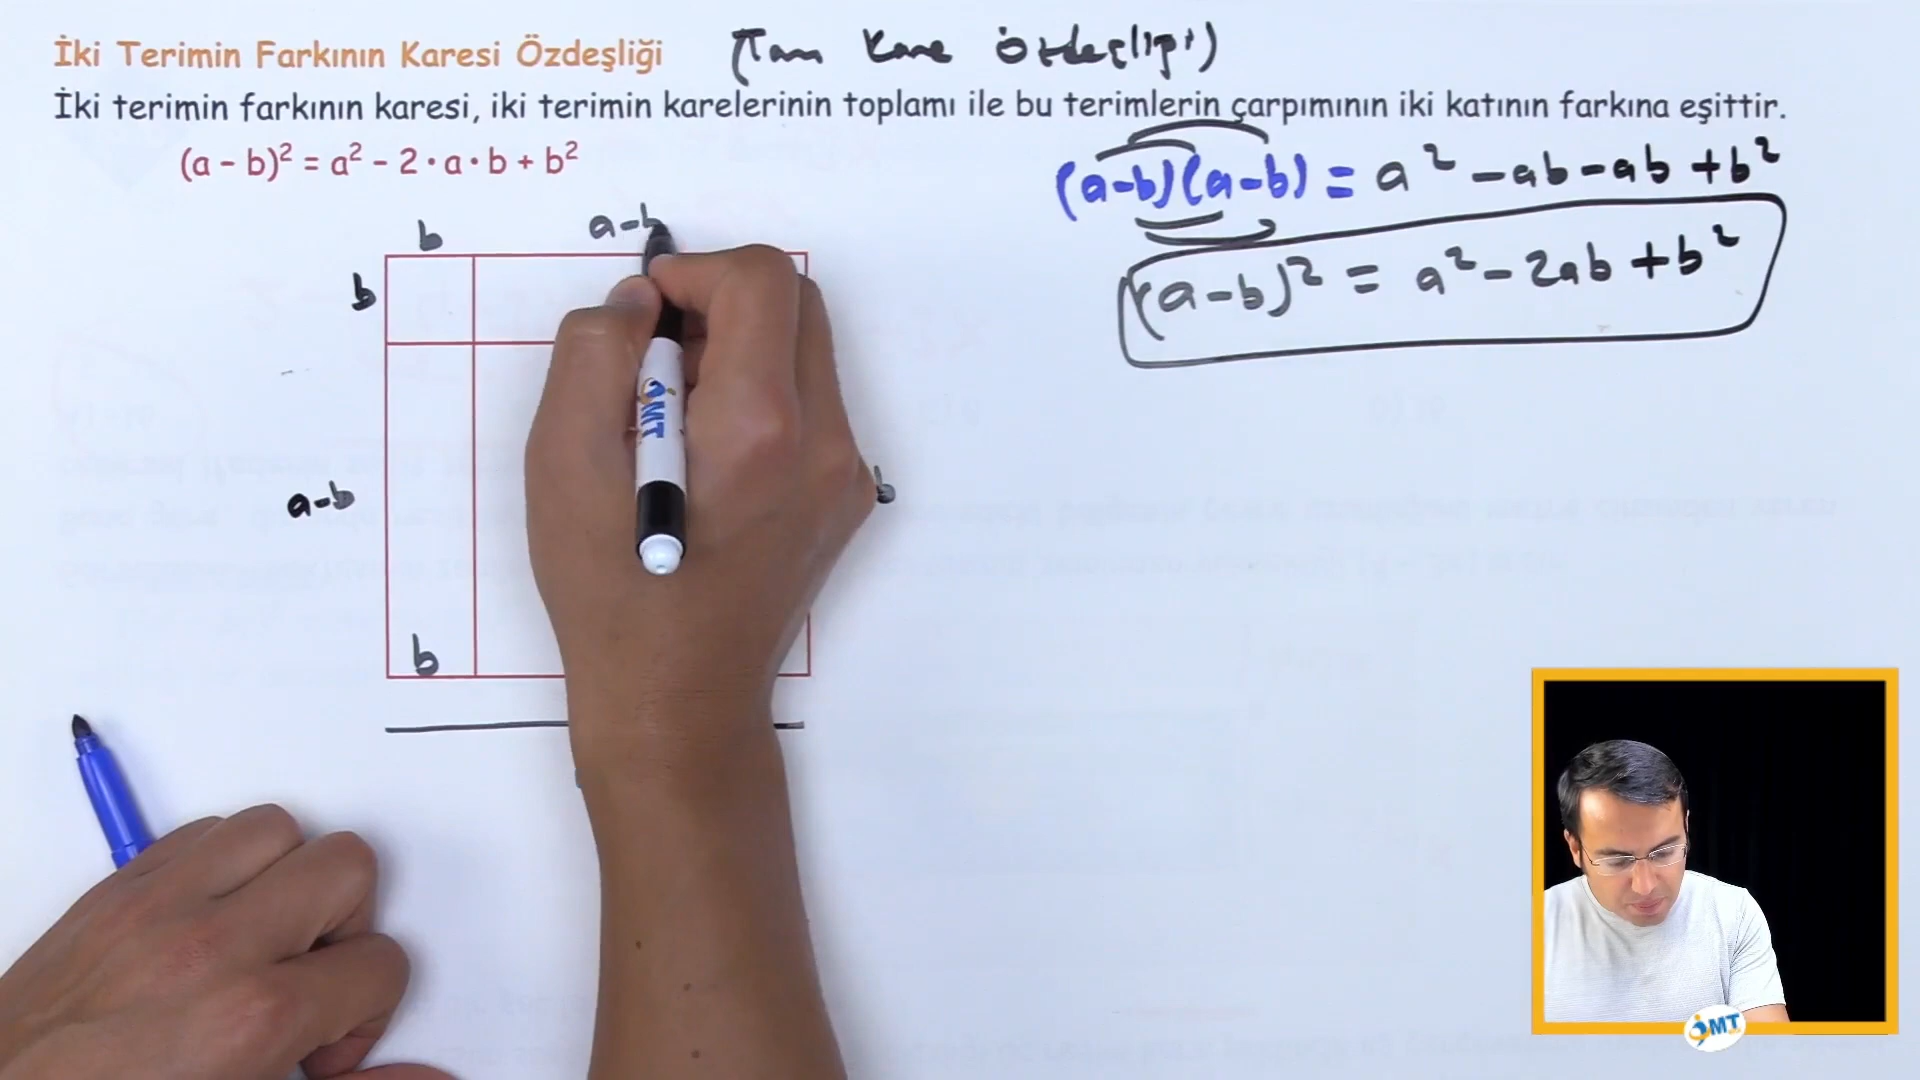 İki Terimin Farkının Karesi Özdeşliği (Tam Kare Özdeşliği)
İki terimin farkının karesi, iki terimin karelerinin toplamı ile bu terimlerin çarpımının iki katının farkına eşittir.
(a - b)² = a² - 2 · a · b + b²
(a-b)(a-b) = a² - ab - ab + b²
(a-b)² = a² - 2ab + b²
b
a-b
b
a-b
b
b
MT
MT